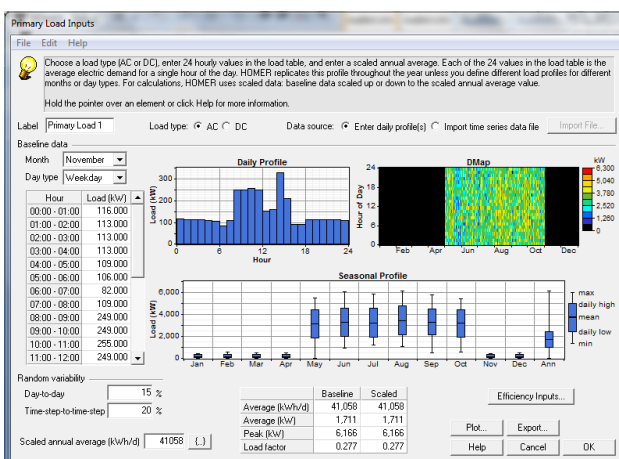 Primary Load Inputs
File Edit Help
Choose a load type (AC or DC), enter 24 hourly values in the load table, and enter a scaled annual average. Each of the 24 values in the load table is the
average electric demand for a single hour of the day. HOMER replicates this profile throughout the year unless you define different load profiles for different
months or day types. For calculations, HOMER uses scaled data: baseline data scaled up or down to the scaled annual average value.
Hold the pointer over an element or click Help for more information.
Label Primary Load 1 Load type: AC DC Data source: Enter daily profile(s) Import time series data file Import File...
Baseline data
Month November
Day type Weekday
Hour Load (kW)
00:00 - 01:00 116.000
01:00 - 02:00 113.000
02:00 - 03:00 113.000
03:00 - 04:00 113.000
04:00 - 05:00 109.000
05:00 - 06:00 106.000
06:00 - 07:00 82.000
07:00 - 08:00 109.000
08:00 - 09:00 249.000
09:00 - 10:00 249.000
10:00 - 11:00 255.000
11:00 - 12:00 249.000
Daily Profile
Load (kW)
300
200
100
0
0 6 12 18 24
Hour
DMap
Hour of Day
24
18
12
6
0
Feb Apr Jun Aug Oct Dec
kW
6,300
5,040
3,780
2,520
1,260
0
Seasonal Profile
Load (kW)
6,000
4,000
2,000
0
Jan Feb Mar Apr May Jun Jul Aug Sep Oct Nov Dec Ann
max
daily high
mean
daily low
min
Random variability
Day-to-day 15 %
Time-step-to-time-step 20 %
Scaled annual average (kWh/d) 41058 {..}
Baseline Scaled
Average (kWh/d) 41,058 41,058
Average (kW) 1,711 1,711
Peak (kW) 6,166 6,166
Load factor 0.277 0.277
Efficiency Inputs...
Plot... Export...
Help Cancel OK